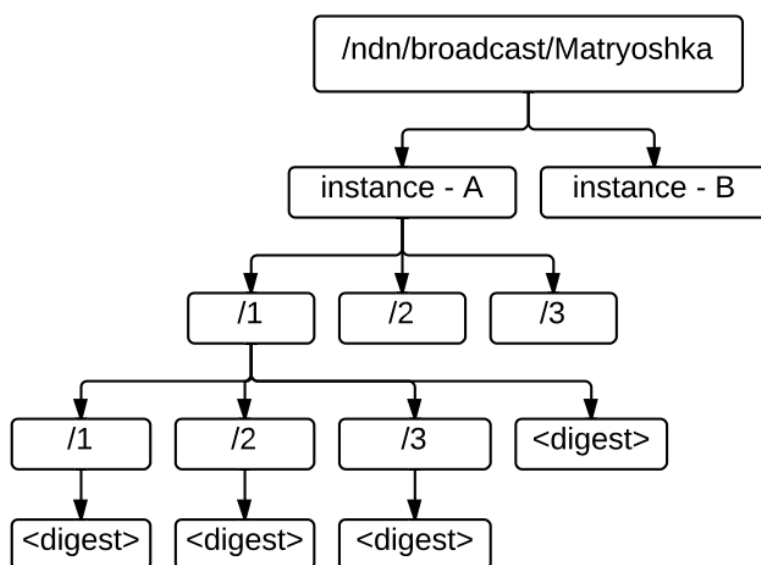 /ndn/broadcast/Matryoshka
instance - A
instance - B
/1
/2
/3
/1
/2
/3
<digest>
<digest>
<digest>
<digest>